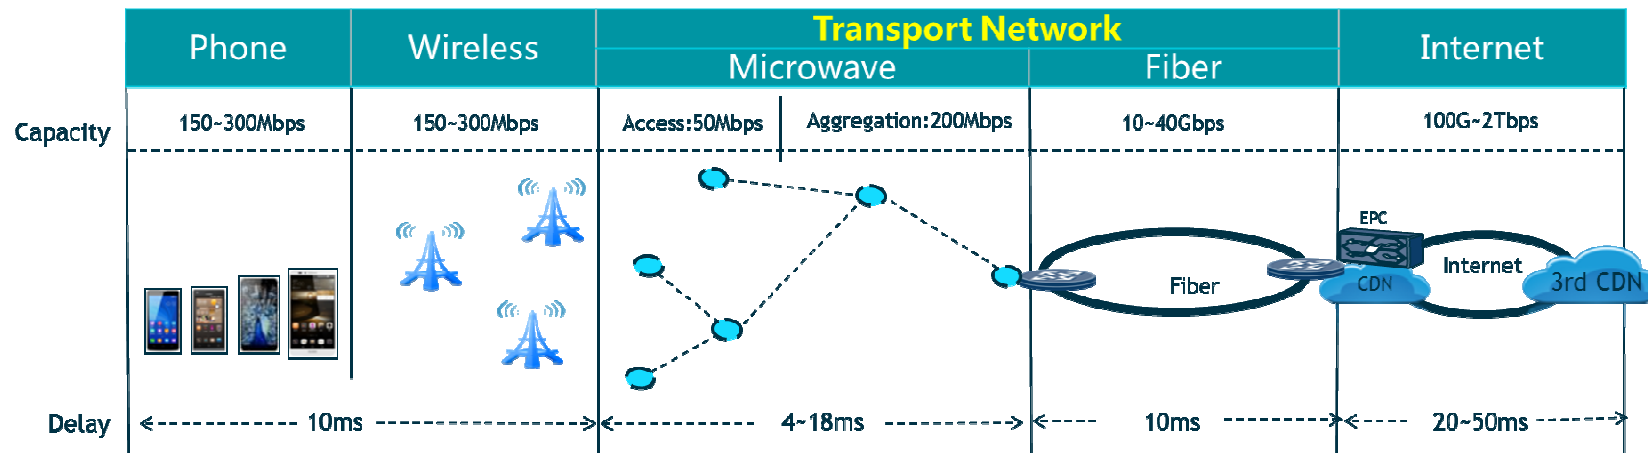 Phone
Wireless
Transport Network
Microwave
Fiber
Internet
Capacity
150~300Mbps
150~300Mbps
Access:50Mbps
Aggregation:200Mbps
10~40Gbps
100G~2Tbps
EPC
Fiber
CDN
Internet
3rd CDN
Delay
10ms
4~18ms
10ms
20~50ms